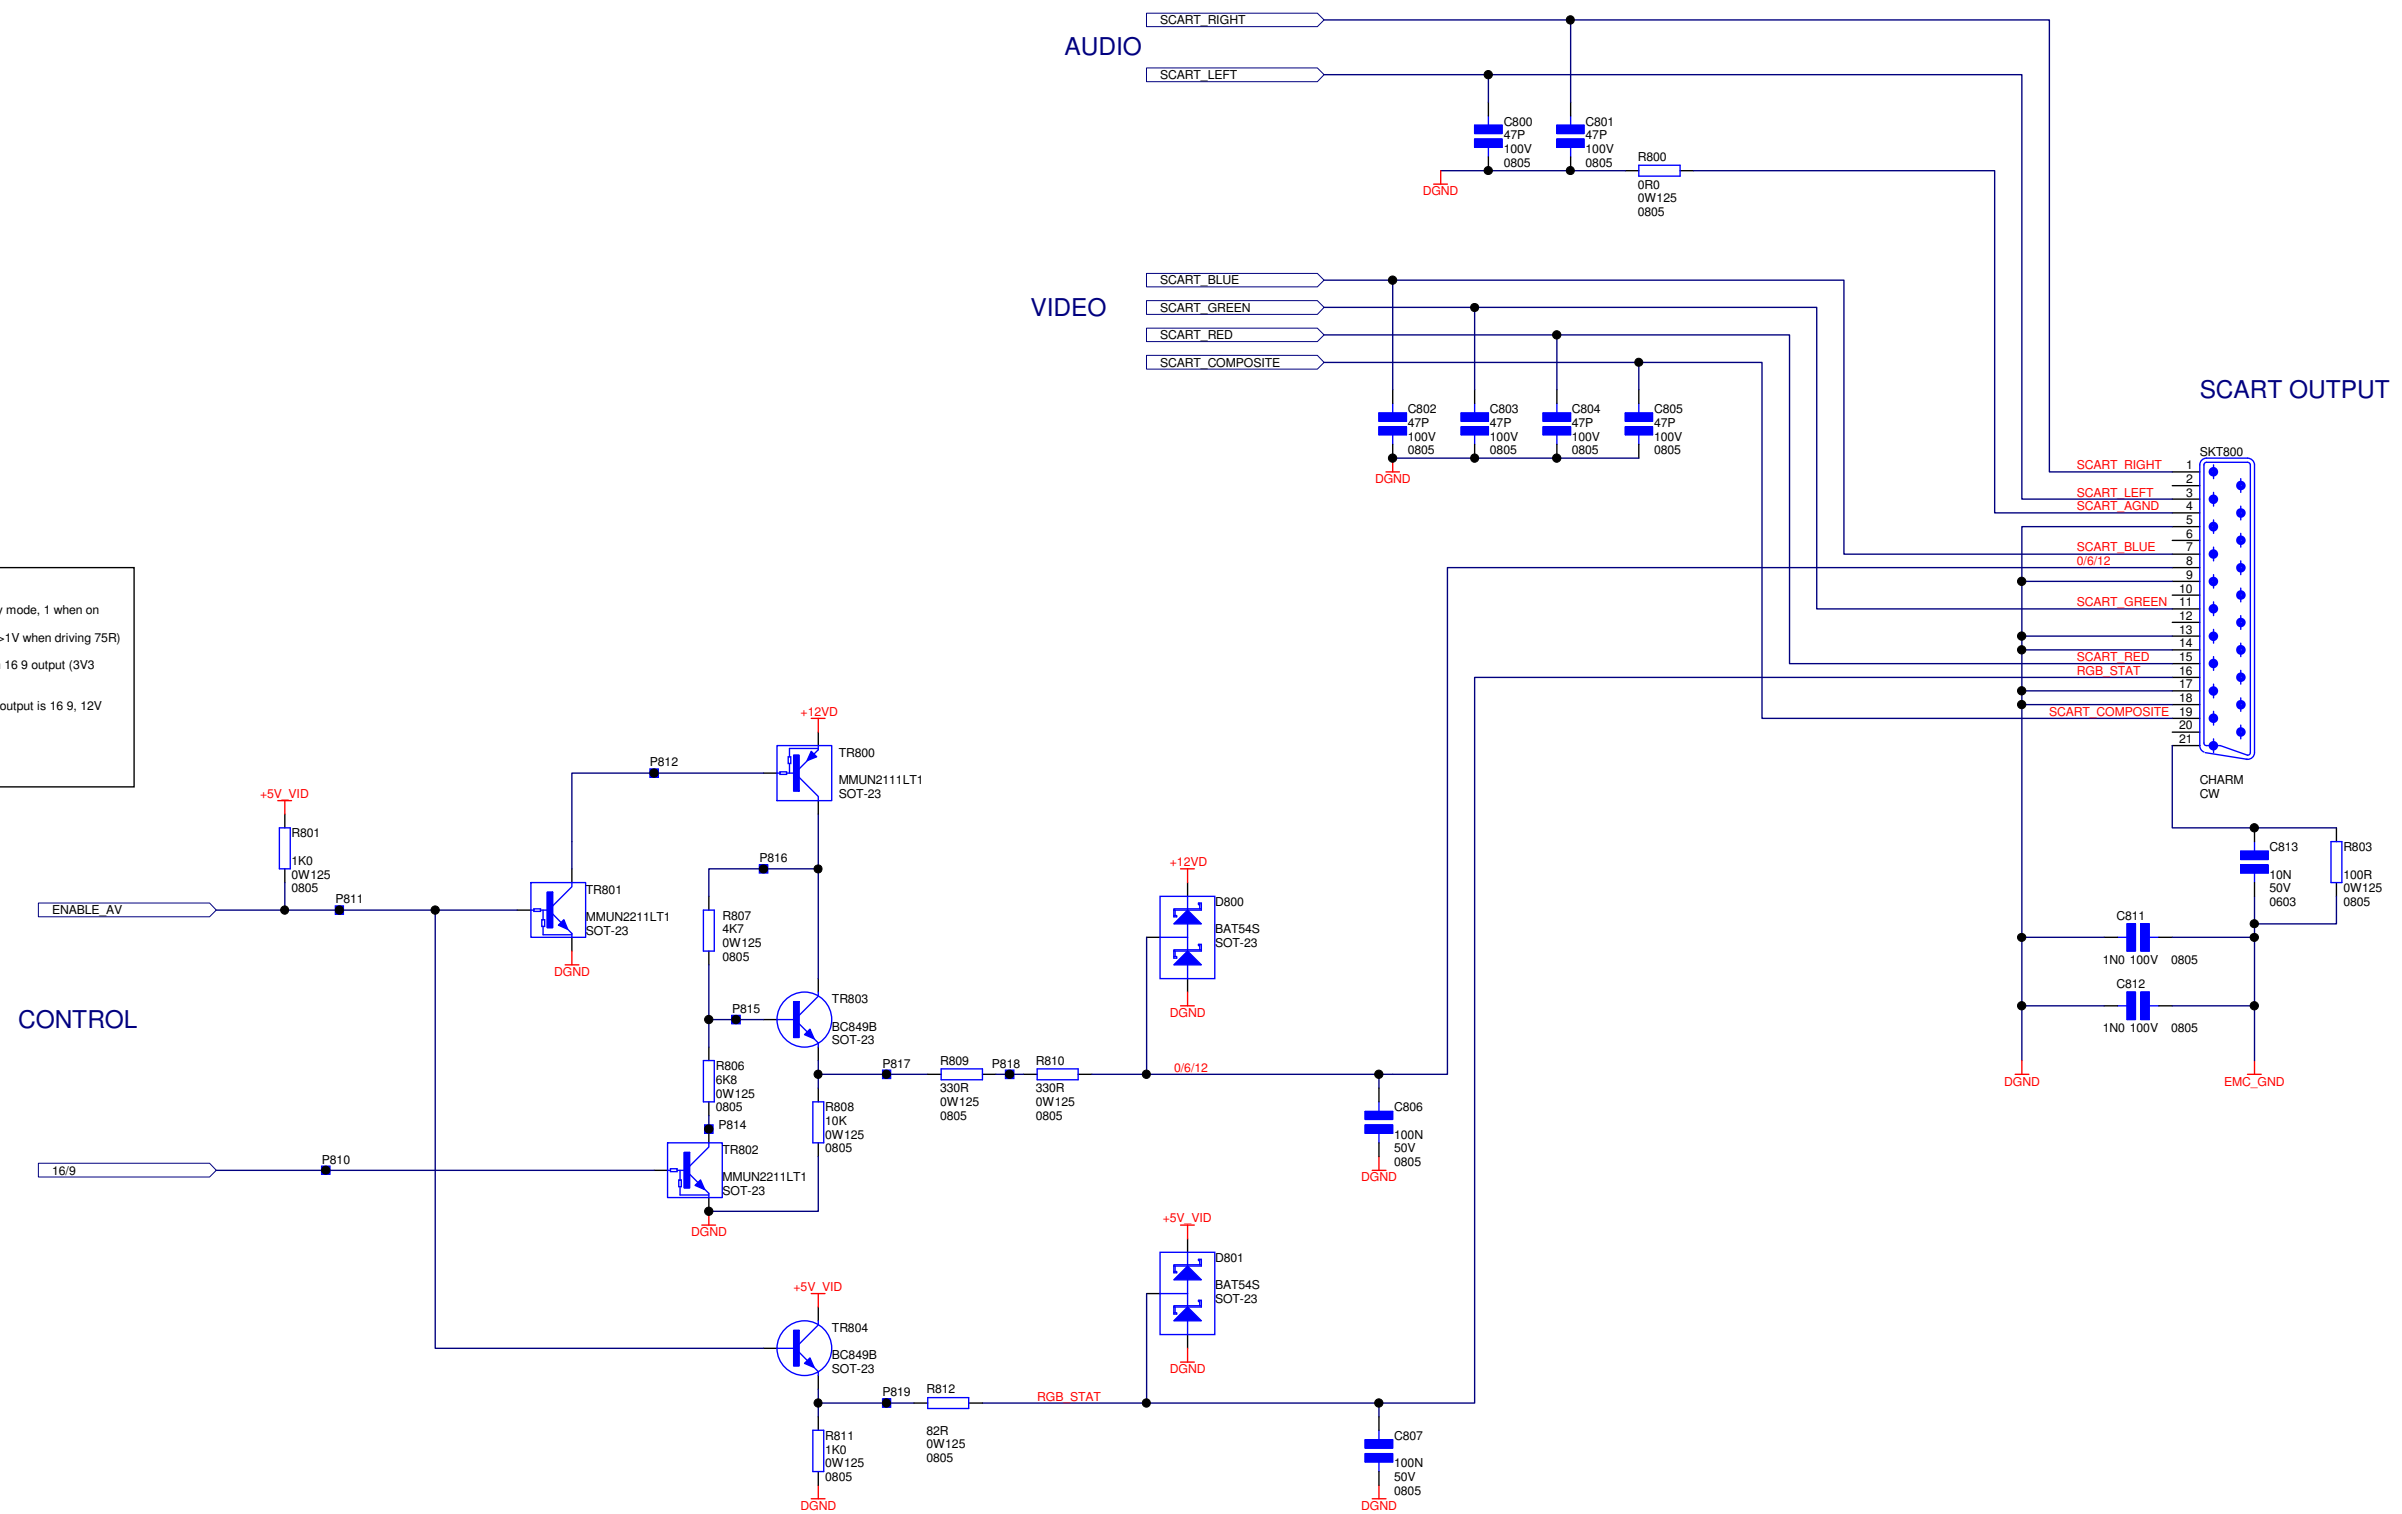 SCART_RIGHT
AUDIO
SCART_LEFT
C800
47P
100V
0805
C801
47P
100V
0805
R800
0R0
0W125
0805
DGND
SCART_BLUE
VIDEO
SCART_GREEN
SCART_RED
SCART_COMPOSITE
C802
47P
100V
0805
C803
47P
100V
0805
C804
47P
100V
0805
C805
47P
100V
0805
DGND
SCART OUTPUT
SKT800
SCART_RIGHT 1
2
SCART_LEFT 3
SCART_AGND 4
5
6
SCART_BLUE 7
0/6/12 8
9
10
SCART_GREEN 11
12
13
14
SCART_RED 15
RGB_STAT 16
17
18
SCART_COMPOSITE 19
20
21
CHARM
CW
y mode, 1 when on
>1V when driving 75R)
16 9 output (3V3
output is 16 9, 12V
+5V_VID
R801
1K0
0W125
0805
ENABLE_AV
P811
TR801
MMUN2211LT1
SOT-23
DGND
P812
+12VD
TR800
MMUN2111LT1
SOT-23
P816
R807
4K7
0W125
0805
P815
TR803
BC849B
SOT-23
CONTROL
R806
6K8
0W125
0805
P814
TR802
MMUN2211LT1
SOT-23
DGND
16/9
P810
R808
10K
0W125
0805
P817
R809
330R
0W125
0805
P818
R810
330R
0W125
0805
+12VD
D800
BAT54S
SOT-23
DGND
0/6/12
C806
100N
50V
0805
DGND
+5V_VID
TR804
BC849B
SOT-23
P819
R812
82R
0W125
0805
R811
1K0
0W125
0805
DGND
RGB_STAT
+5V_VID
D801
BAT54S
SOT-23
DGND
C807
100N
50V
0805
DGND
C813
10N
50V
0603
R803
100R
0W125
0805
C811
1N0 100V 0805
C812
1N0 100V 0805
DGND
EMC_GND